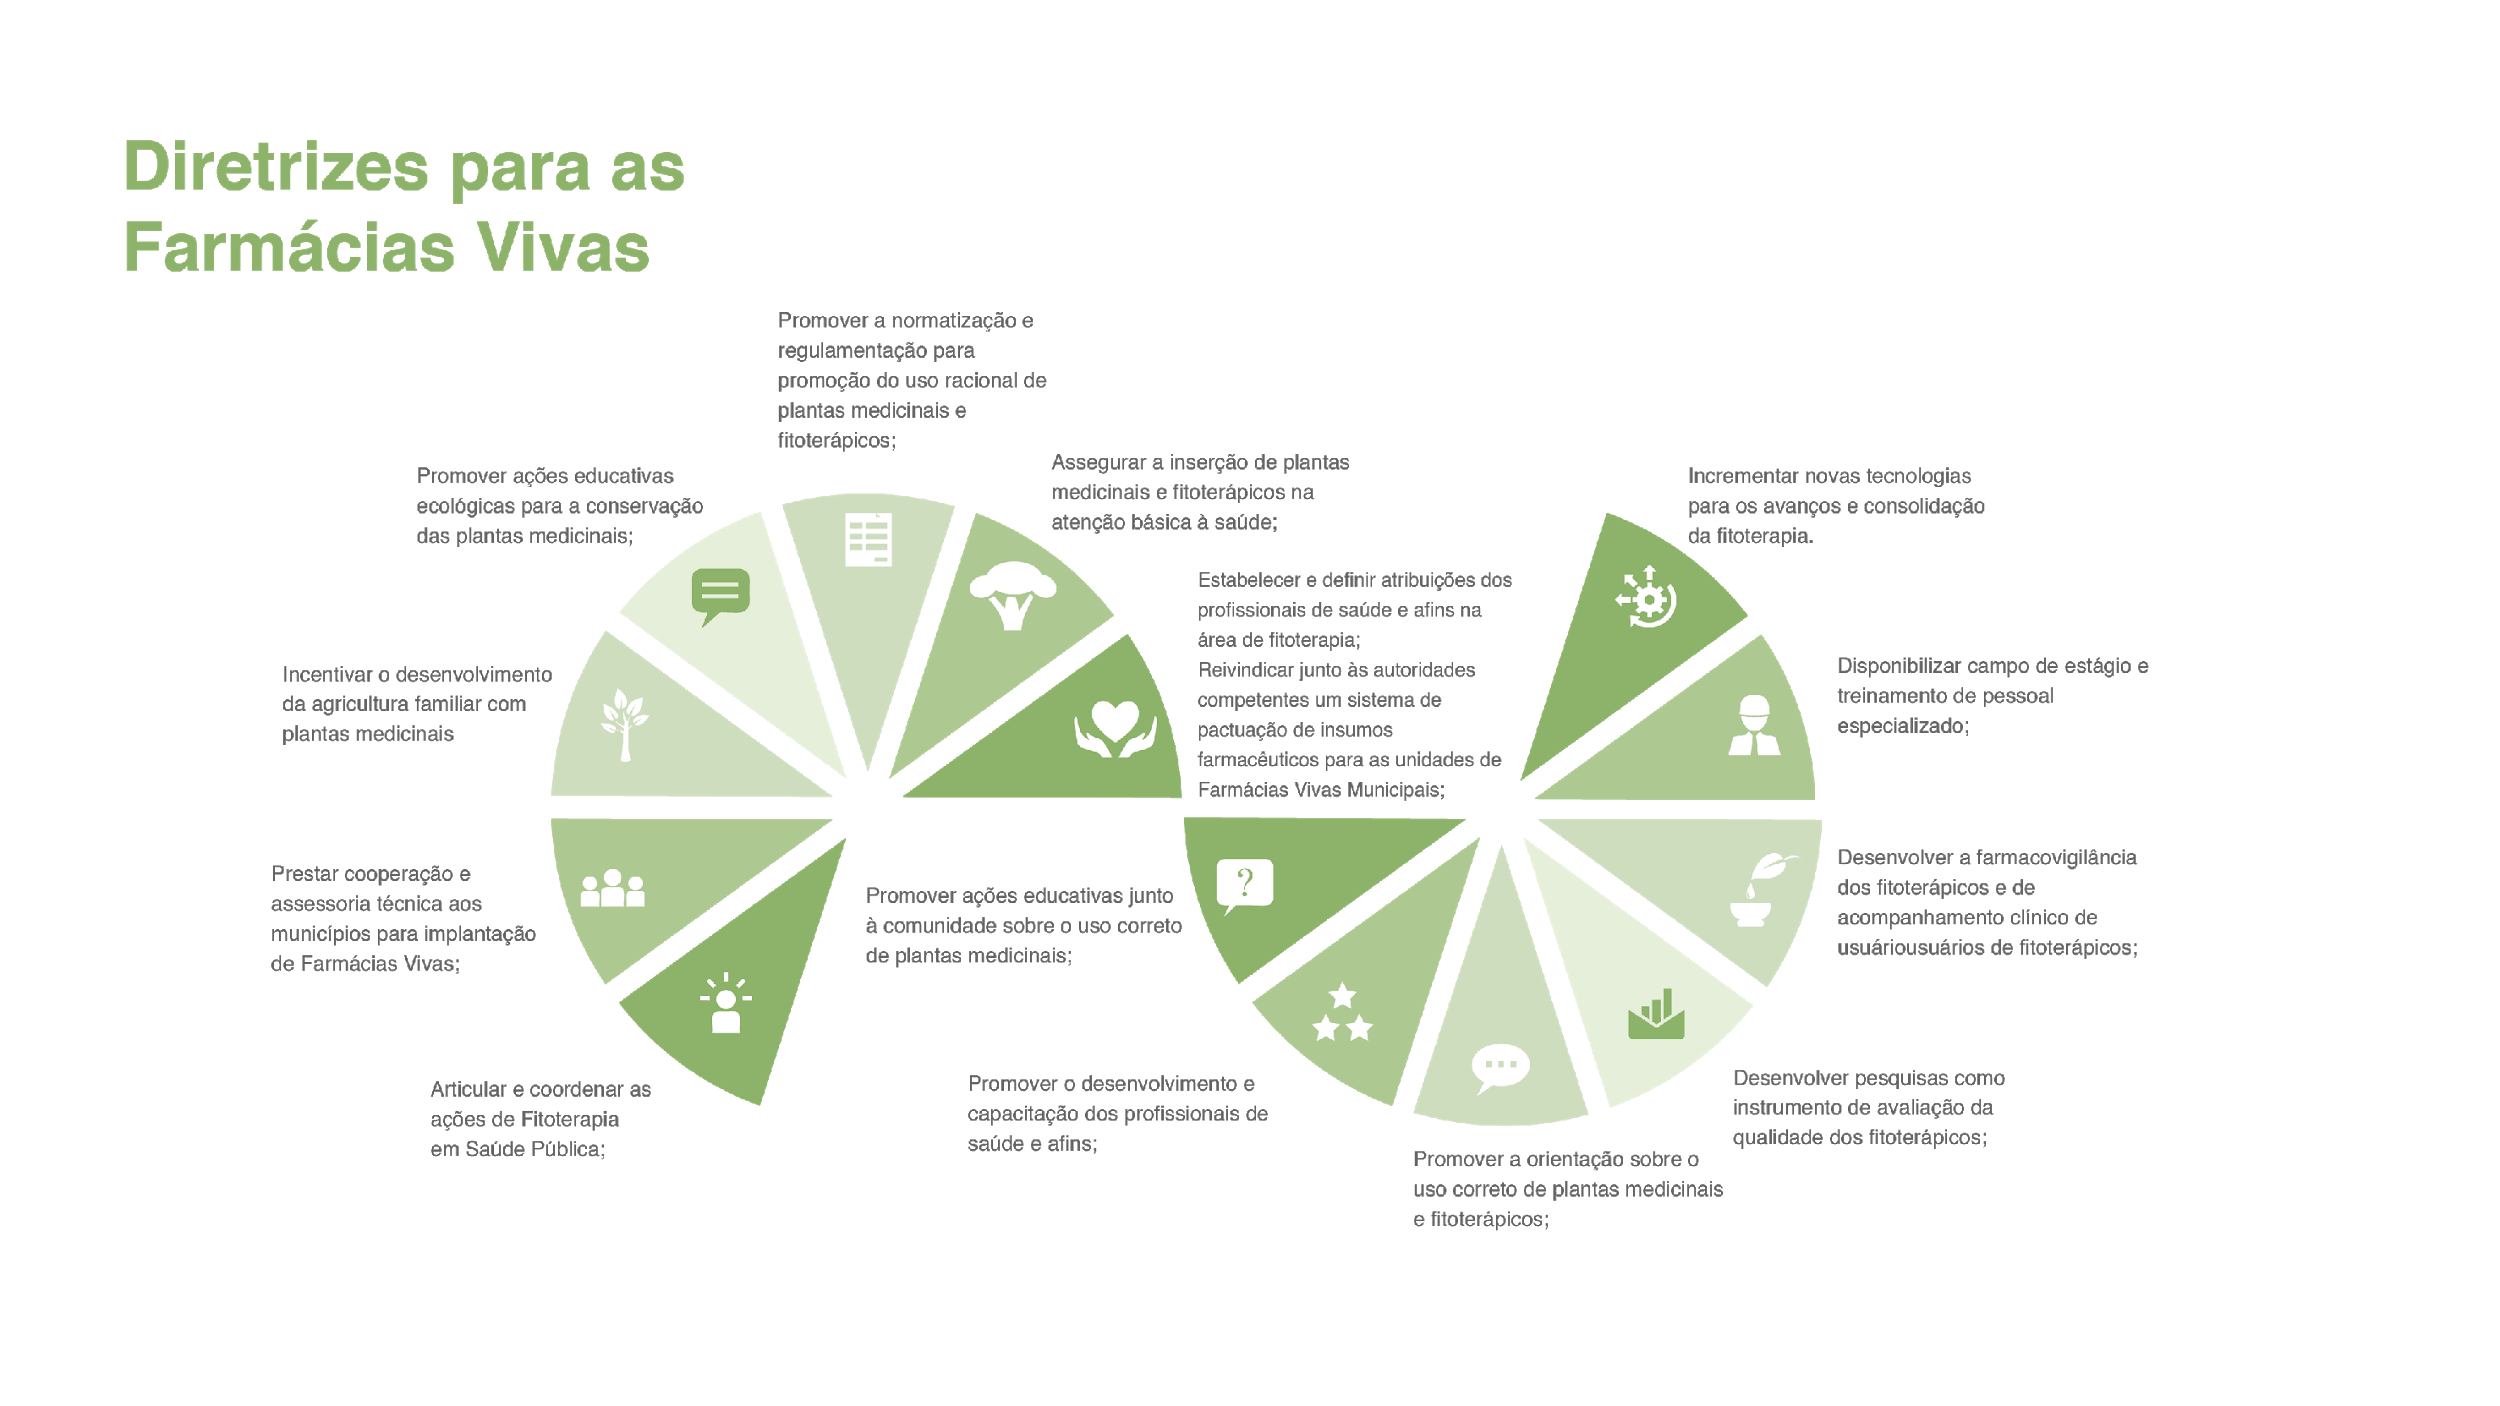 Diretrizes para as
Farmácias Vivas
Promover a normatização e
regulamentação para
promoção do uso racional de
plantas medicinais e
fitoterápicos;
Promover ações educativas
ecológicas para a conservação
das plantas medicinais;
Assegurar a inserção de plantas
medicinais e fitoterápicos na
atenção básica à saúde;
Incrementar novas tecnologias
para os avanços e consolidação
da fitoterapia.
Estabelecer e definir atribuições dos
profissionais de saúde e afins na
área de fitoterapia;
Reivindicar junto às autoridades
competentes um sistema de
pactuação de insumos
farmacêuticos para as unidades de
Farmácias Vivas Municipais;
Incentivar o desenvolvimento
da agricultura familiar com
plantas medicinais
Disponibilizar campo de estágio e
treinamento de pessoal
especializado;
Prestar cooperação e
assessoria técnica aos
municípios para implantação
de Farmácias Vivas;
Promover ações educativas junto
à comunidade sobre o uso correto
de plantas medicinais;
?
Desenvolver a farmacovigilância
dos fitoterápicos e de
acompanhamento clínico de
usuáriousuários de fitoterápicos;
Articular e coordenar as
ações de Fitoterapia
em Saúde Pública;
Promover o desenvolvimento e
capacitação dos profissionais de
saúde e afins;
Desenvolver pesquisas como
instrumento de avaliação da
qualidade dos fitoterápicos;
Promover a orientação sobre o
uso correto de plantas medicinais
e fitoterápicos;